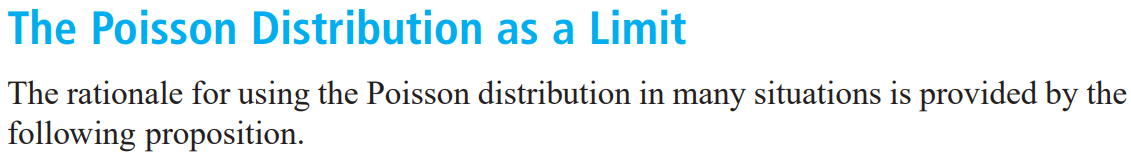 The Poisson Distribution as a Limit
The rationale for using the Poisson distribution in many situations is provided by the
following proposition.